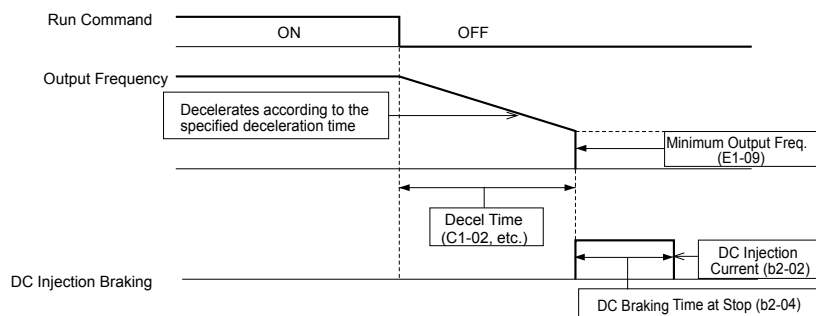 Run Command
ON
OFF
Output Frequency
Decelerates according to the
specified deceleration time
Minimum Output Freq.
(E1-09)
Decel Time
(C1-02, etc.)
DC Injection
Current (b2-02)
DC Injection Braking
DC Braking Time at Stop (b2-04)